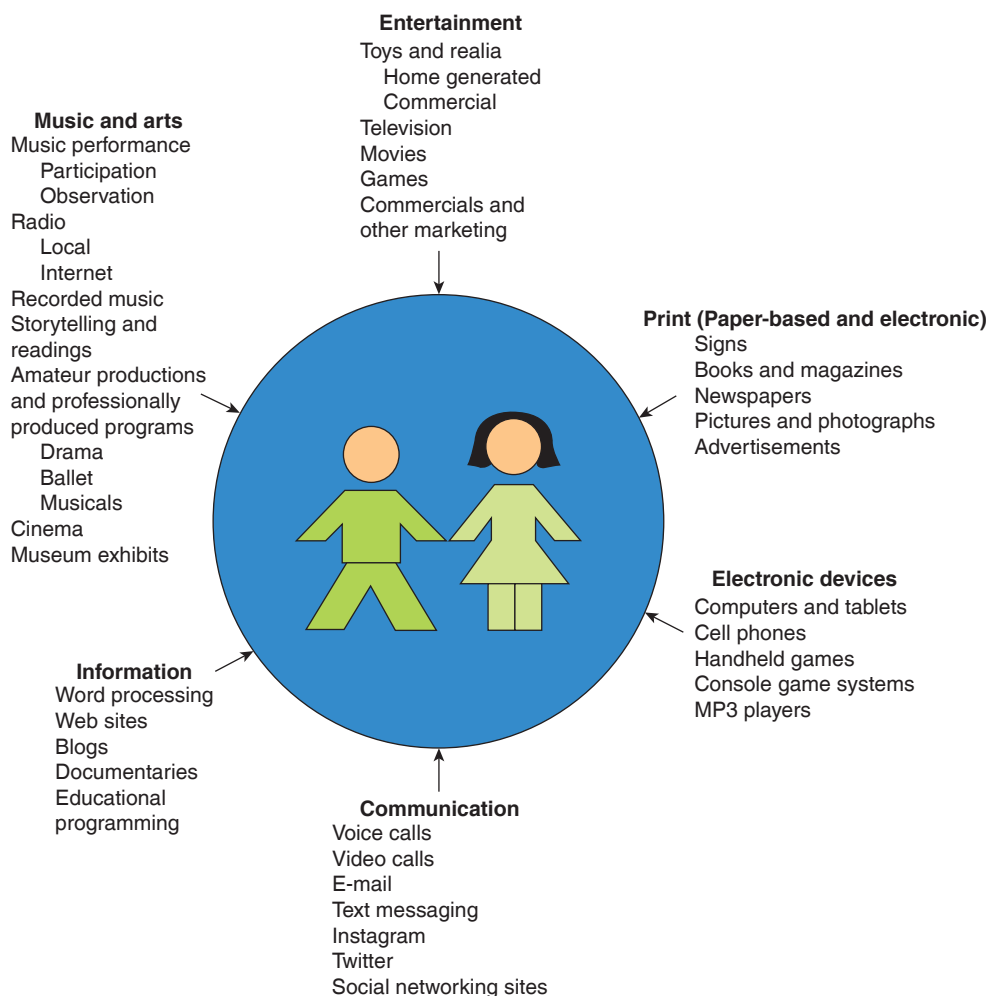 Entertainment
Toys and realia
Home generated
Commercial
Television
Movies
Games
Commercials and
other marketing
Music and arts
Music performance
Participation
Observation
Radio
Local
Internet
Recorded music
Storytelling and
readings
Amateur productions
and professionally
produced programs
Drama
Ballet
Musicals
Cinema
Museum exhibits
Print (Paper-based and electronic)
Signs
Books and magazines
Newspapers
Pictures and photographs
Advertisements
Electronic devices
Computers and tablets
Cell phones
Handheld games
Console game systems
MP3 players
Information
Word processing
Web sites
Blogs
Documentaries
Educational
programming
Communication
Voice calls
Video calls
E-mail
Text messaging
Instagram
Twitter
Social networking sites